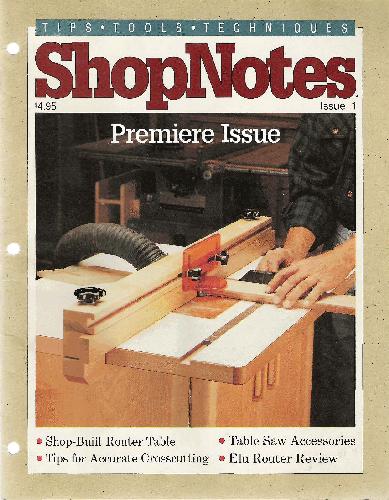 TIPS • TOOLS • TECHNIQUES
ShopNotes
$4.95 Issue 1
Premiere Issue
• Shop-Built Router Table
• Tips for Accurate Crosscutting
• Table Saw Accessories
• Elu Router Review